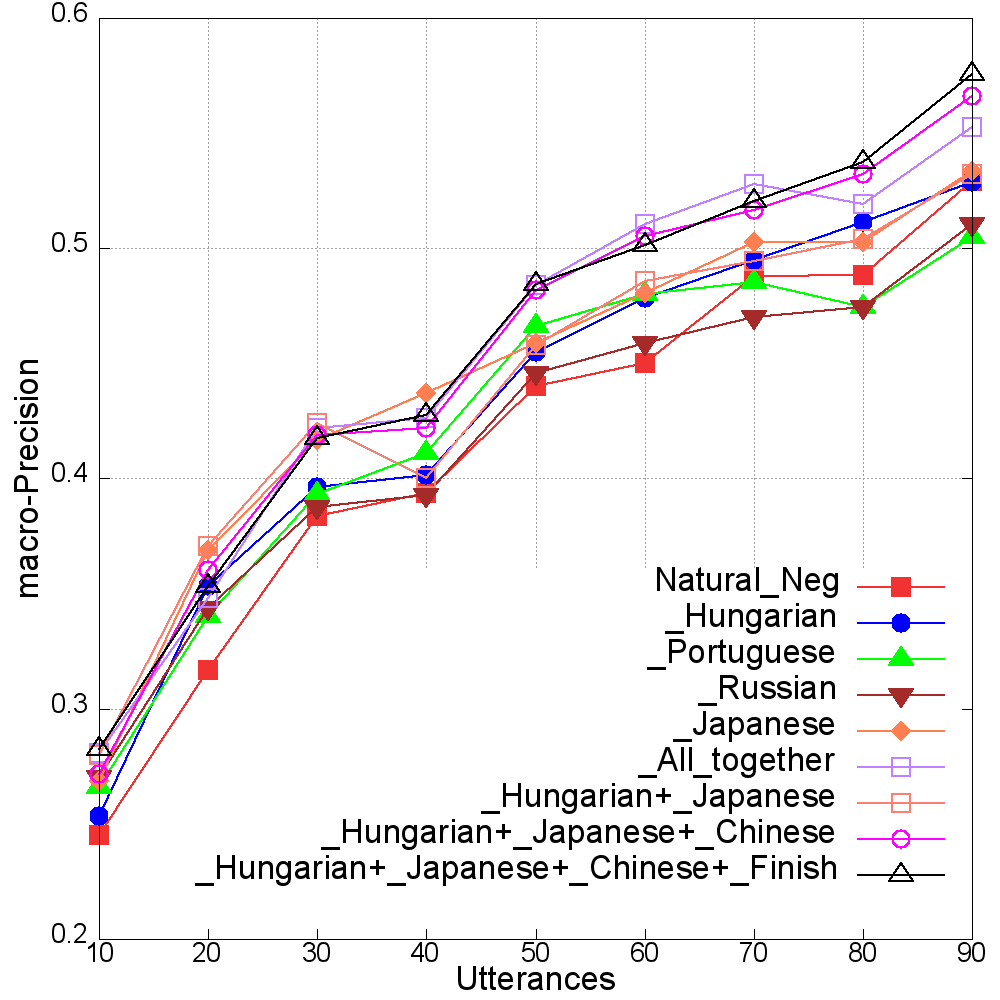 0.6
0.5
0.4
0.3
0.2
macro-Precision
Natural_Neg
_Hungarian
_Portuguese
_Russian
_Japanese
_All_together
_Hungarian+_Japanese
_Hungarian+_Japanese+_Chinese
_Hungarian+_Japanese+_Chinese+_Finish
10 20 30 40 50 60 70 80 90
Utterances